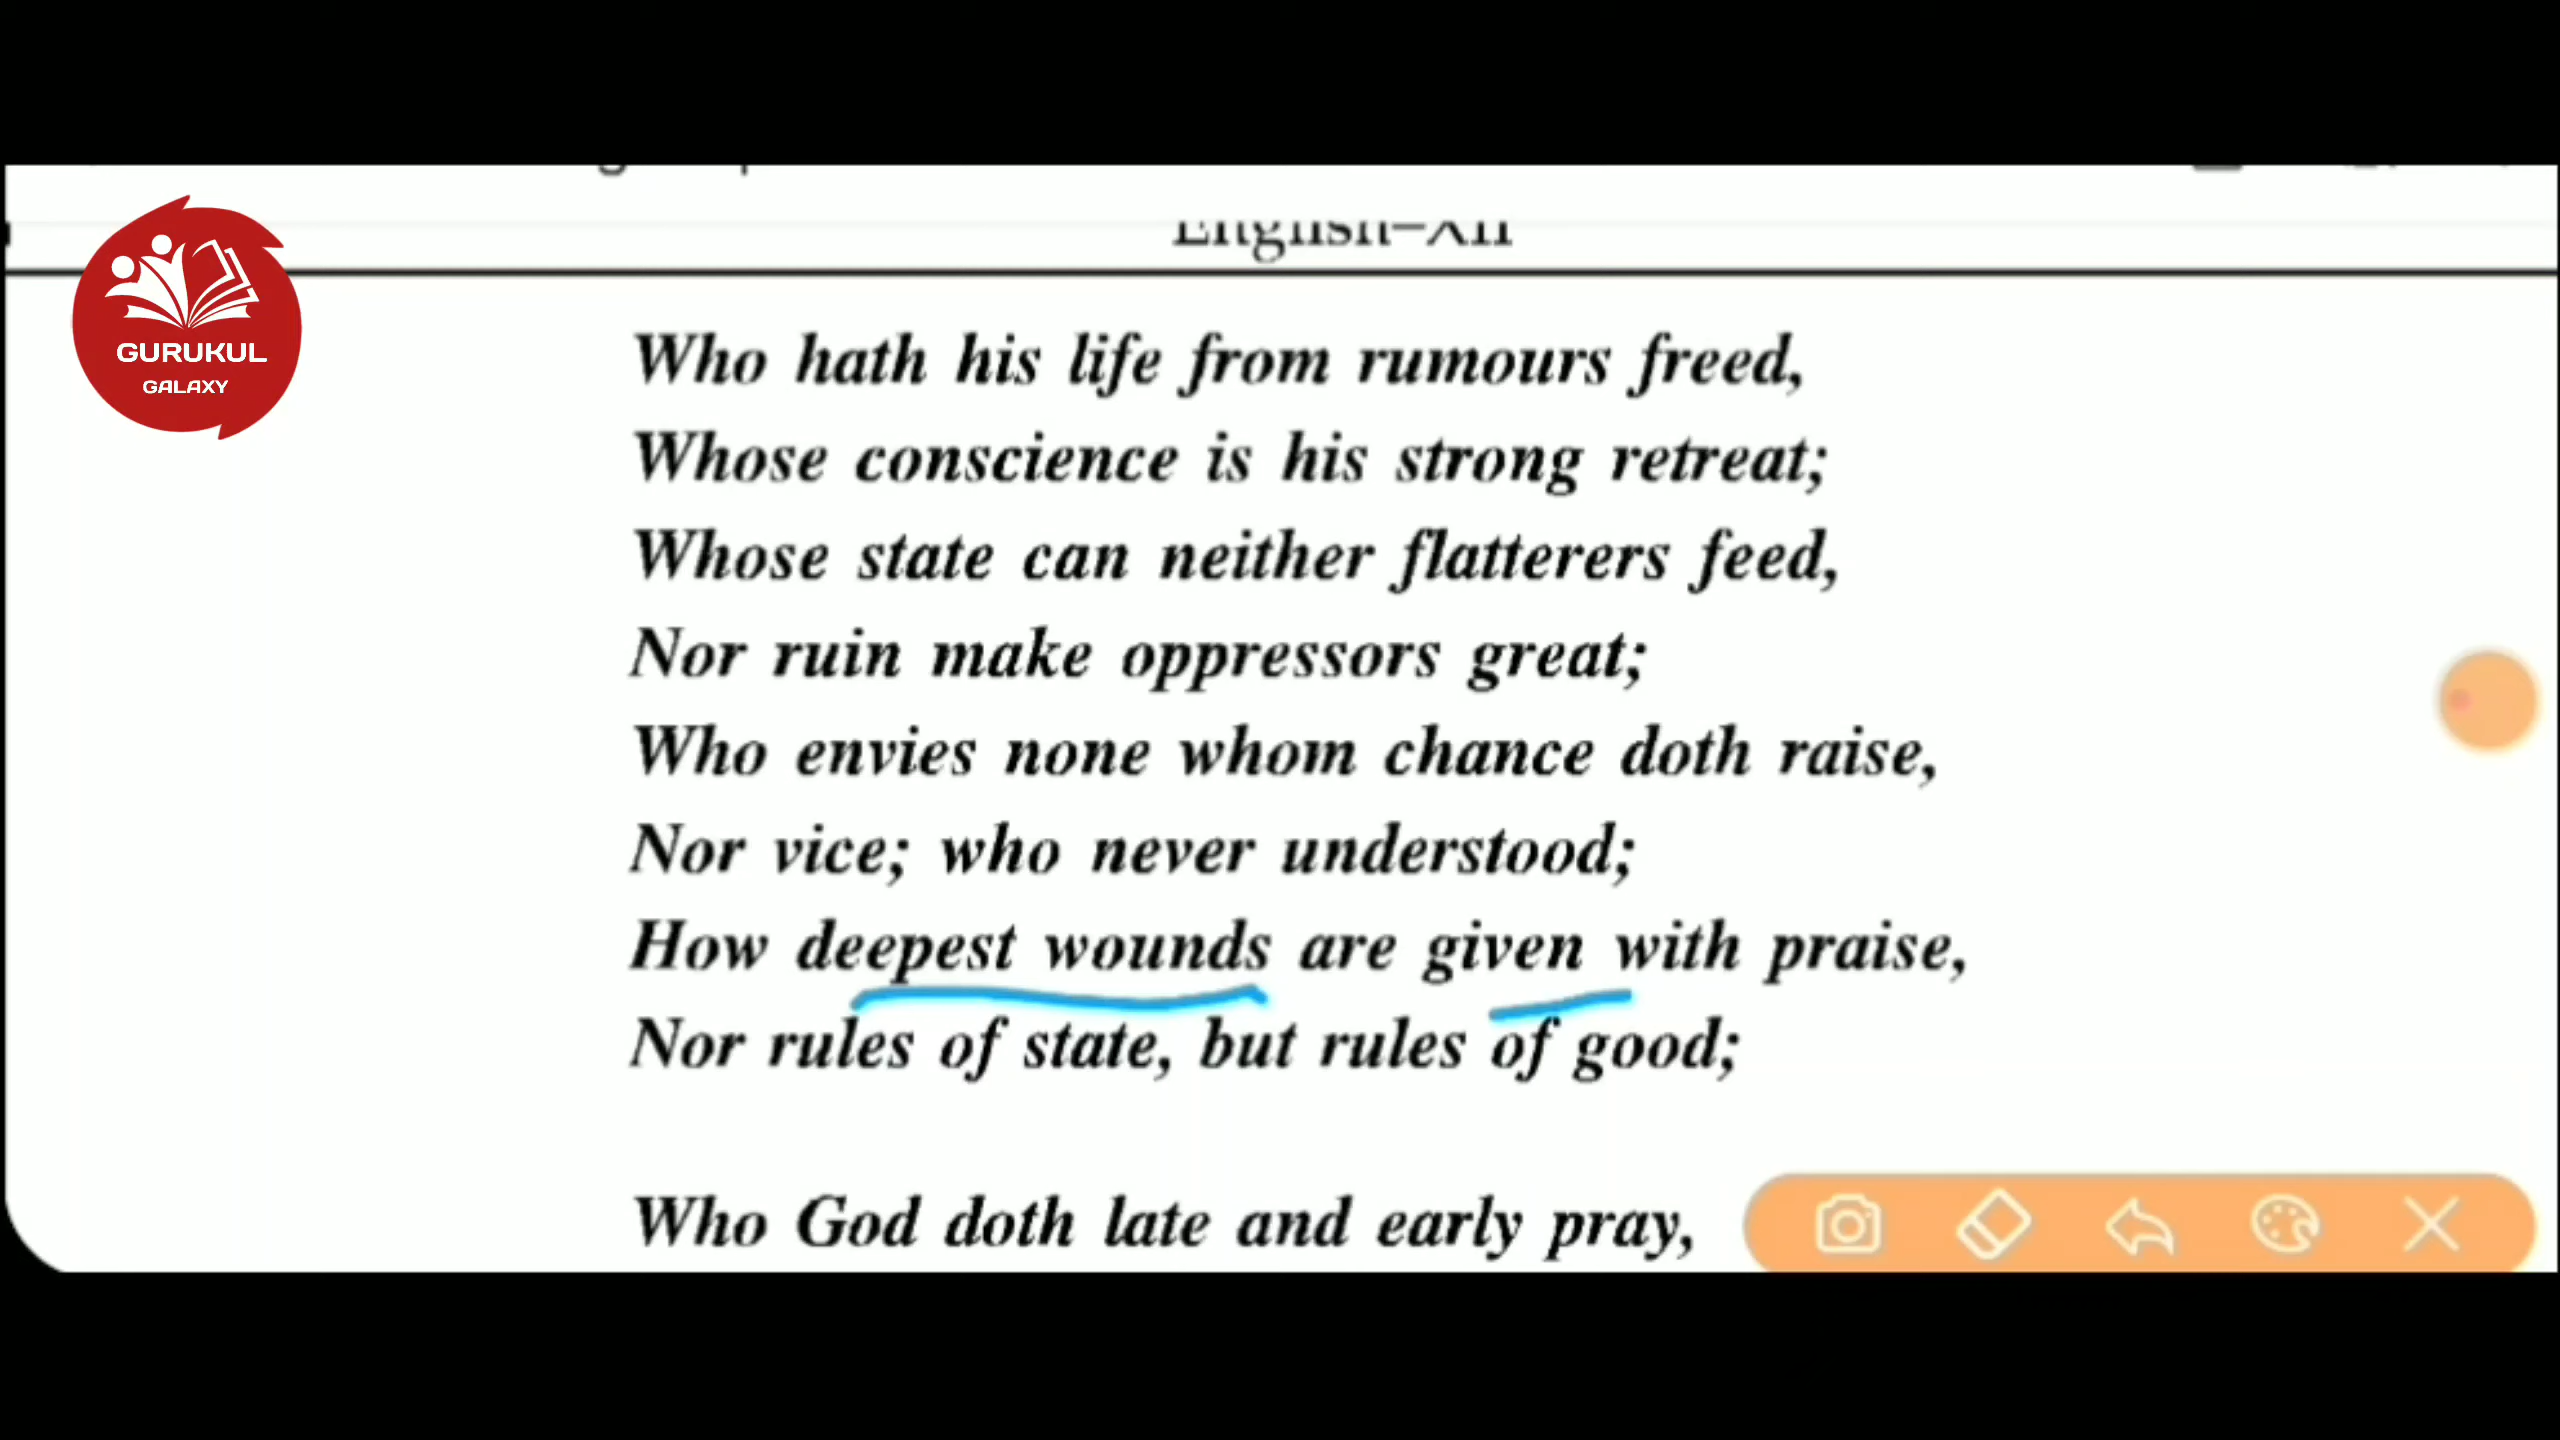 English–XII
GURUKUL
GALAXY
Who hath his life from rumours freed,
Whose conscience is his strong retreat;
Whose state can neither flatterers feed,
Nor ruin make oppressors great;
Who envies none whom chance doth raise,
Nor vice; who never understood;
How deepest wounds are given with praise,
Nor rules of state, but rules of good;
Who God doth late and early pray,